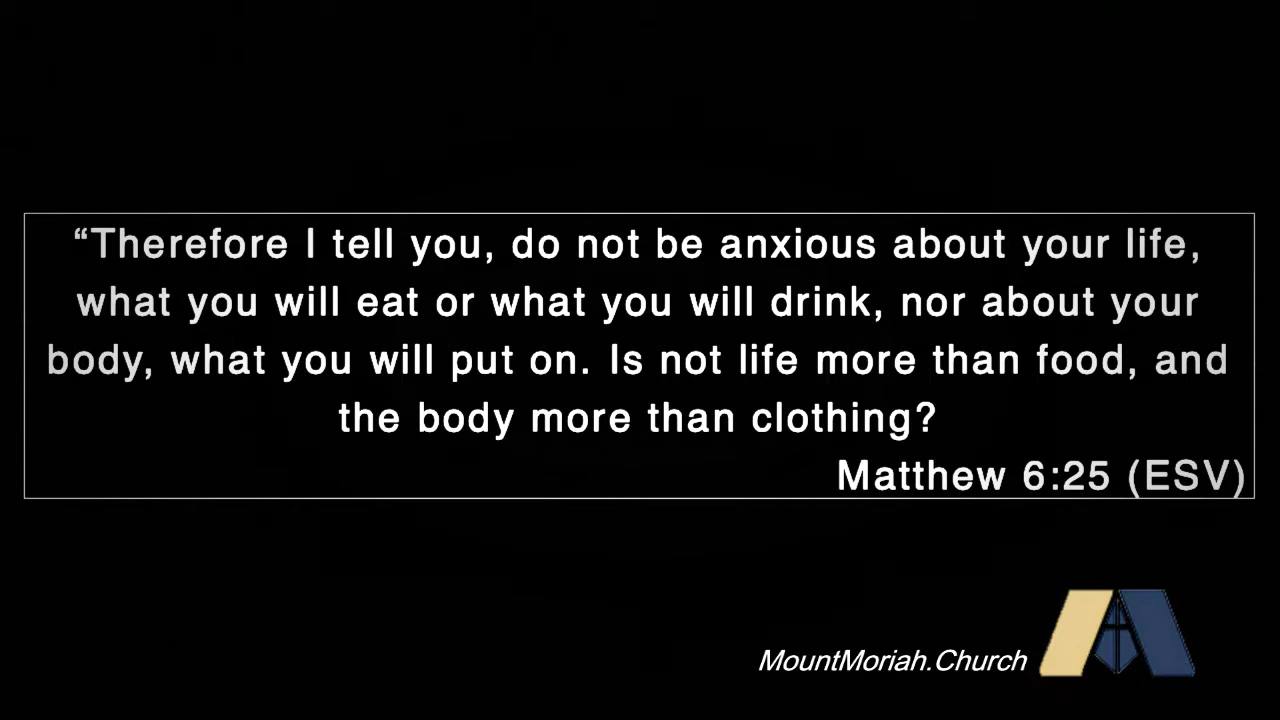 “Therefore I tell you, do not be anxious about your life,
what you will eat or what you will drink, nor about your
body, what you will put on. Is not life more than food, and
the body more than clothing?
Matthew 6:25 (ESV)
MountMoriah.Church